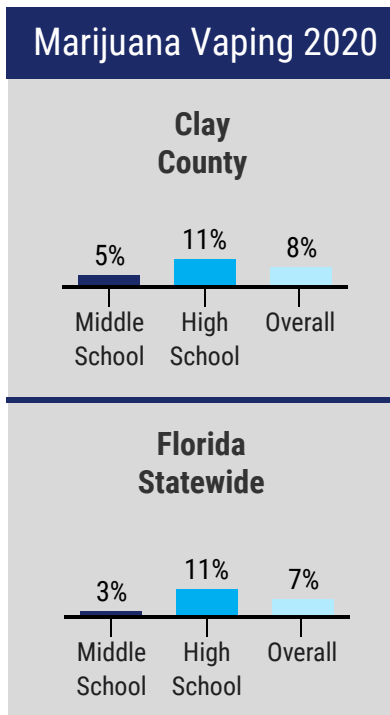 Marijuana Vaping 2020
Clay
County
5%
11%
8%
Middle
School
High
School
Overall
Florida
Statewide
3%
11%
7%
Middle
School
High
School
Overall